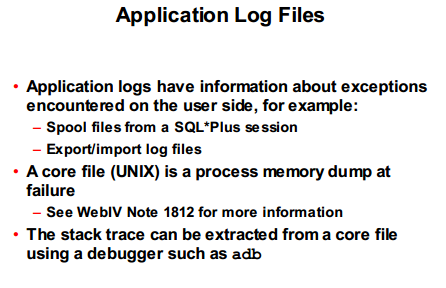 Application Log Files
• Application logs have information about exceptions
encountered on the user side, for example:
– Spool files from a SQL*Plus session
– Export/import log files
• A core file (UNIX) is a process memory dump at
failure
– See WebIV Note 1812 for more information
• The stack trace can be extracted from a core file
using a debugger such as adb